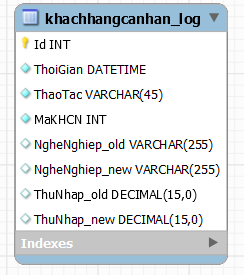 khachhangcanhan_log
Id INT
ThoiGian DATETIME
ThaoTac VARCHAR(45)
MaKHCN INT
NgheNghiep_old VARCHAR(255)
NgheNghiep_new VARCHAR(255)
ThuNhap_old DECIMAL(15,0)
ThuNhap_new DECIMAL(15,0)
Indexes